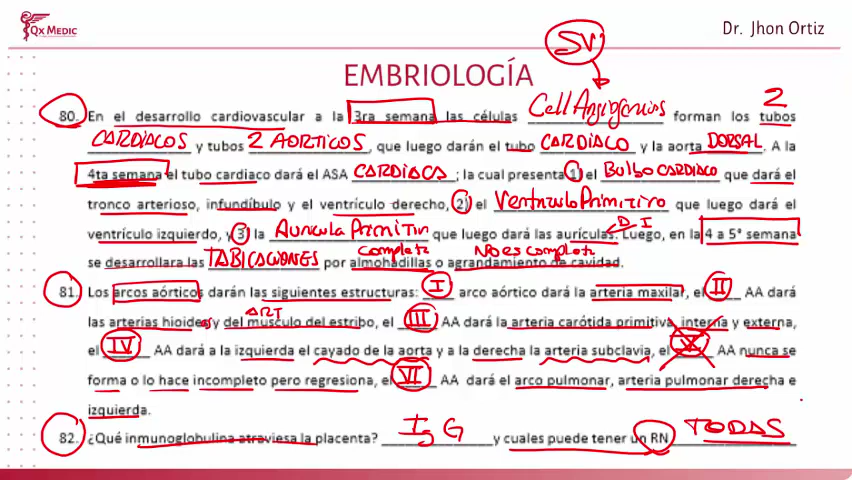 Qx MEDIC
Dr. Jhon Ortiz
SV
EMBRIOLOGÍA
80. En el desarrollo cardiovascular a la 3ra semana las células Cell Angiogenicas forman los 2 tubos
CARDIACOS y tubos 2 AORTICOS, que luego darán el tubo CARDIACO y la aorta DORSAL. A la
4ta semana el tubo cardiaco dará el ASA CARDIACA; la cual presenta 1) el BULBO CARDIACO que dará el
tronco arterioso, infundíbulo y el ventrículo derecho, 2) el Ventriculo Primitivo que luego dará el
ventrículo izquierdo, y 3) la Auricula Primitiv que luego dará las aurículas. D I Luego, en la 4 a 5° semana
completa No es completa
se desarrollara las TABICACIONES por almohadillas o agrandamiento de cavidad.
81. Los arcos aórticos darán las siguientes estructuras: I arco aórtico dará la arteria maxilar, el II AA dará
ART
las arterias hioides y del musculo del estribo, el III AA dará la arteria carótida primitiva, interna y externa,
el IV AA dará a la izquierda el cayado de la aorta y a la derecha la arteria subclavia, el V AA nunca se
forma o lo hace incompleto pero regresiona, el VI AA dará el arco pulmonar, arteria pulmonar derecha e
izquierda.
82. ¿Qué inmunoglobulina atraviesa la placenta? Ig G y cuales puede tener un RN TODAS